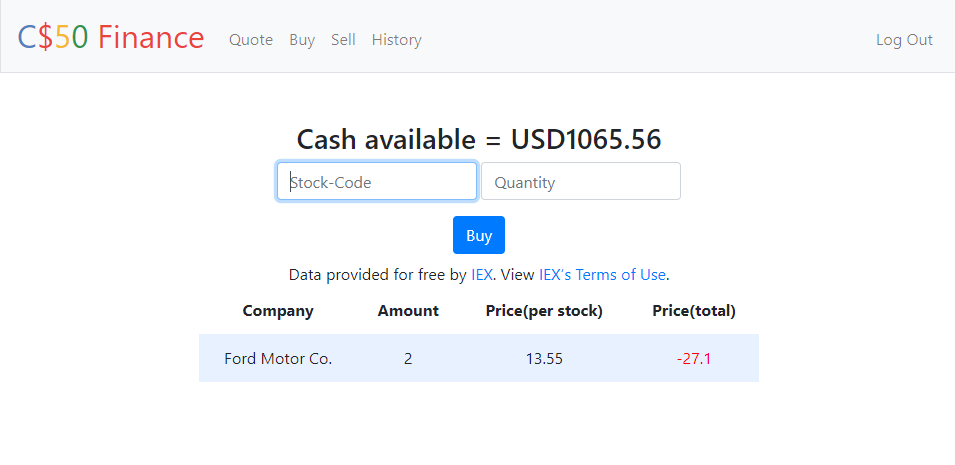 C$50 Finance Quote Buy Sell History Log Out
Cash available = USD1065.56
Stock-Code Quantity
Buy
Data provided for free by IEX. View IEX's Terms of Use.
Company Amount Price(per stock) Price(total)
Ford Motor Co. 2 13.55 -27.1